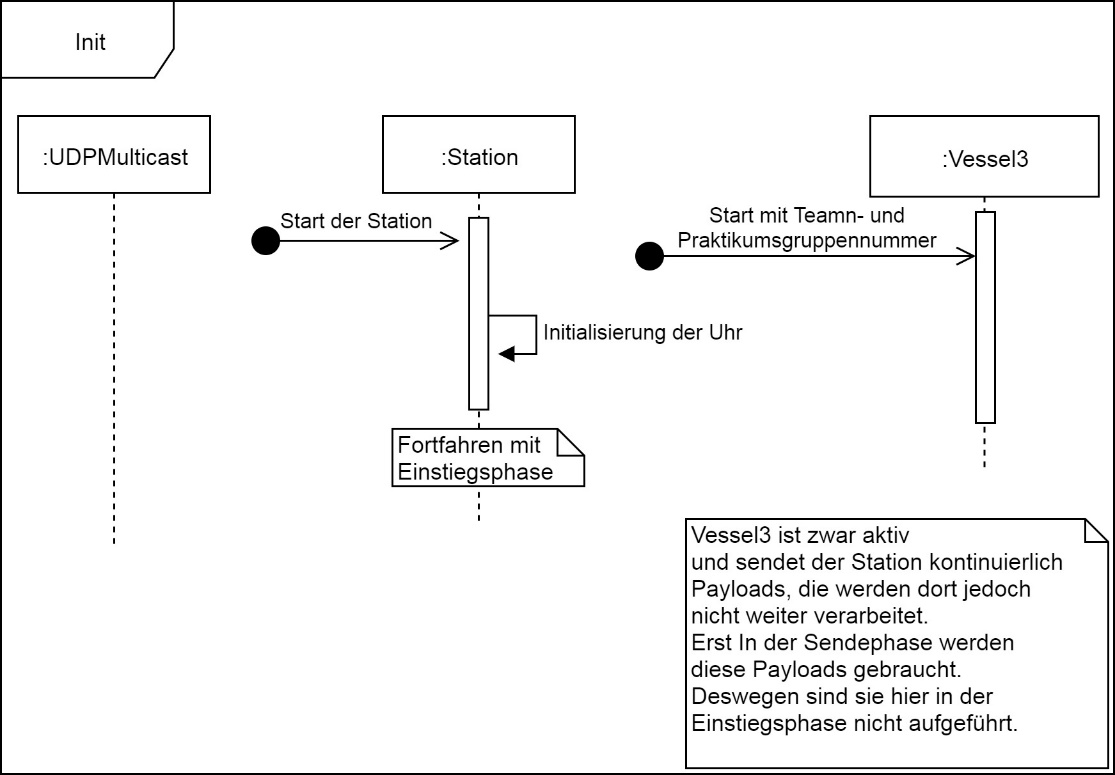 Init
:UDPMulticast
:Station
:Vessel3
Start der Station
Start mit Teamn- und
Praktikumsgruppennummer
Initialisierung der Uhr
Fortfahren mit
Einstiegsphase
Vessel3 ist zwar aktiv
und sendet der Station kontinuierlich
Payloads, die werden dort jedoch
nicht weiter verarbeitet.
Erst In der Sendephase werden
diese Payloads gebraucht.
Deswegen sind sie hier in der
Einstiegsphase nicht aufgeführt.